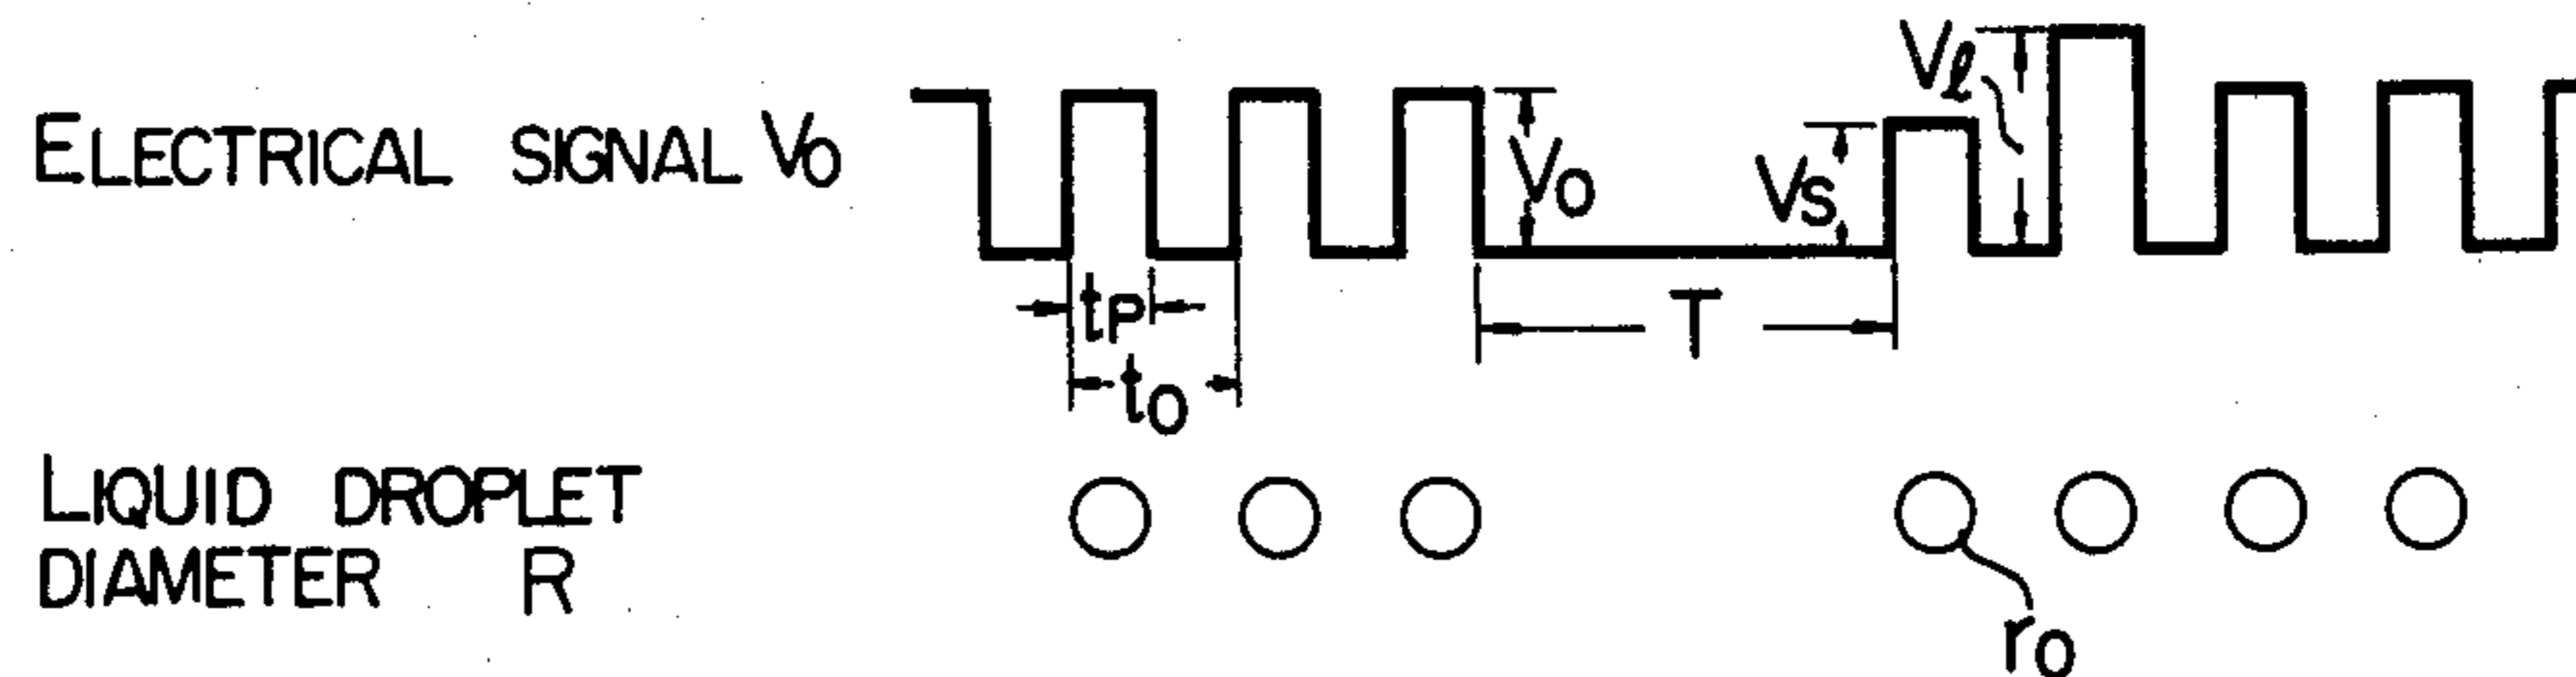 ELECTRICAL SIGNAL V0
V0
VS
Vℓ
tP
T
t0
LIQUID DROPLET
DIAMETER R
r0